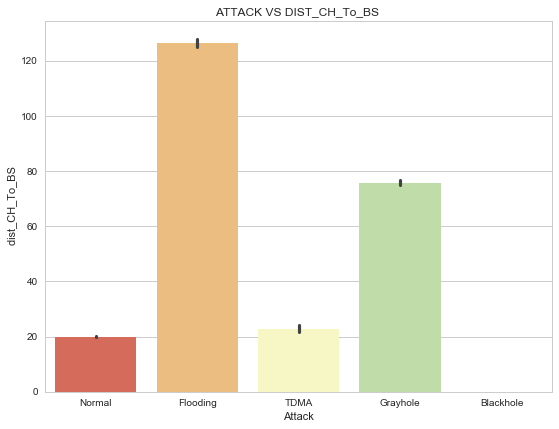 ATTACK VS DIST_CH_To_BS
120
100
80
60
40
20
0
dist_CH_To_BS
Normal Flooding TDMA Grayhole Blackhole
Attack